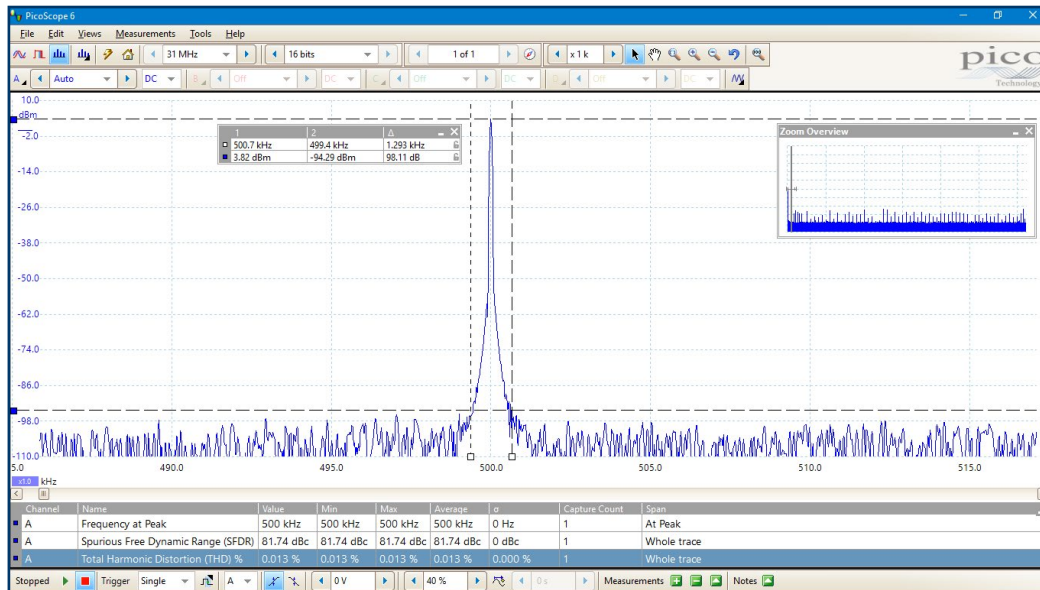 PicoScope 6
File Edit Views Measurements Tools Help
31 MHz 16 bits 1 of 1 x 1 k
pico
Technology
A Auto DC B Off DC C Off DC D Off DC
10.0
dBm
-2.0
-14.0
-26.0
-38.0
-50.0
-62.0
-74.0
-86.0
-98.0
-110.0
1 2 Δ
500.7 kHz 499.4 kHz 1.293 kHz
3.82 dBm -94.29 dBm 98.11 dB
Zoom Overview
5.0 490.0 495.0 500.0 505.0 510.0 515.0
x1.0 kHz
Channel Name Value Min Max Average σ Capture Count Span
A Frequency at Peak 500 kHz 500 kHz 500 kHz 500 kHz 0 Hz 1 At Peak
A Spurious Free Dynamic Range (SFDR) 81.74 dBc 81.74 dBc 81.74 dBc 81.74 dBc 0 dBc 1 Whole trace
A Total Harmonic Distortion (THD) % 0.013 % 0.013 % 0.013 % 0.013 % 0.000 % 1 Whole trace
Stopped Trigger Single A 0 V 40 % 0 s Measurements Notes